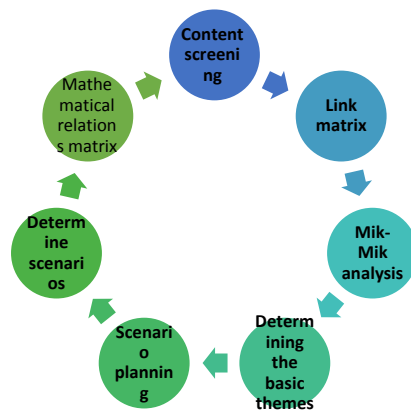 Content
screeni
ng
Link
matrix
Mik-
Mik
analysis
Determ
ining
the
basic
themes
Scenari
o
plannin
g
Determ
ine
scenari
os
Mathe
matical
relation
s matrix